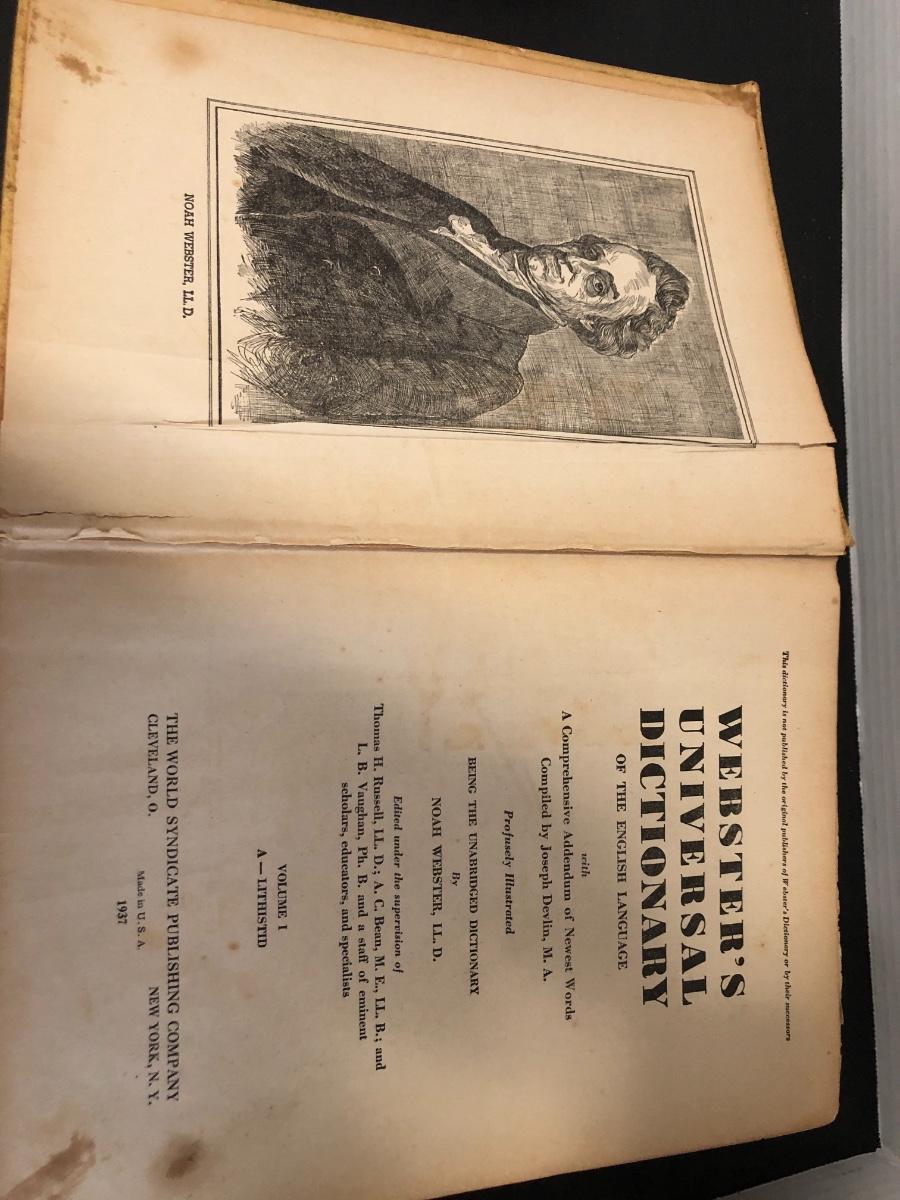 NOAH WEBSTER, LL.D.
This dictionary is not published by the original publishers of Webster's Dictionary or by their successors
WEBSTER'S
UNIVERSAL
DICTIONARY
OF THE ENGLISH LANGUAGE
with
A Comprehensive Addendum of Newest Words
Compiled by Joseph Devlin, M. A.
Profusely Illustrated
BEING THE UNABRIDGED DICTIONARY
By
NOAH WEBSTER, LL. D.
Edited under the supervision of
Thomas H. Russell, LL. D.; A. C. Bean, M. E., LL. B.; and
L. B. Vaughan, Ph. B. and a staff of eminent
scholars, educators, and specialists
VOLUME I
A — LITHISTID
THE WORLD SYNDICATE PUBLISHING COMPANY
CLEVELAND, O. NEW YORK, N. Y.
Made in U. S. A.
1937